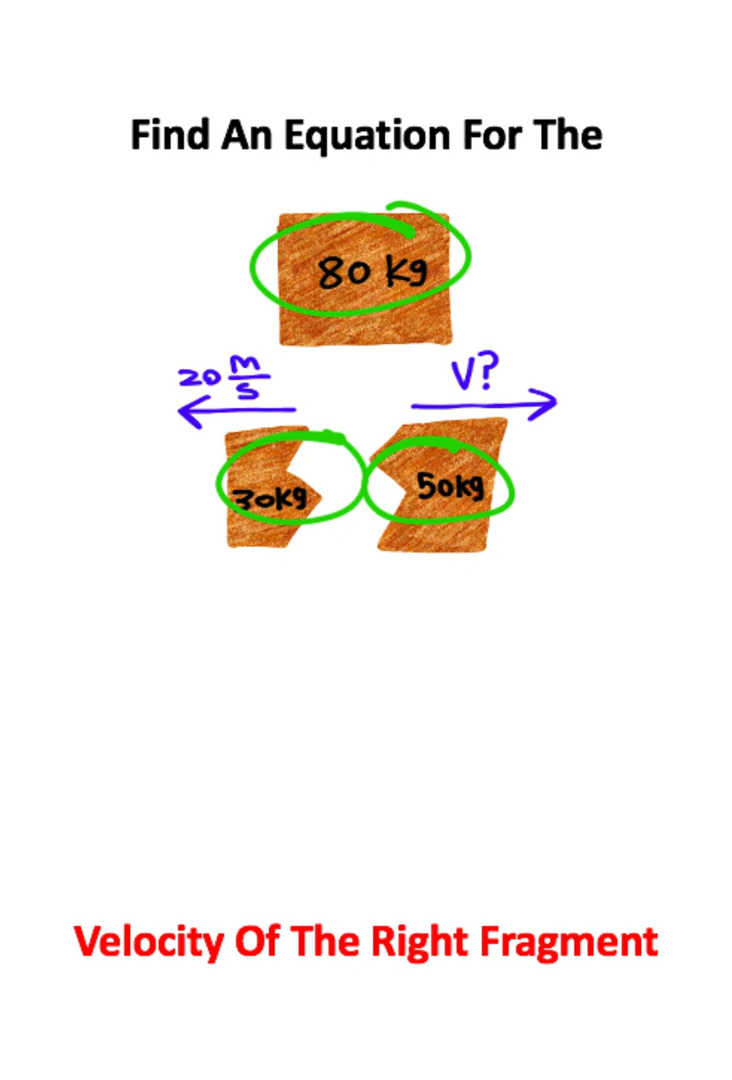 Find An Equation For The
80 kg
20 m/s
V?
30kg
50kg
Velocity Of The Right Fragment